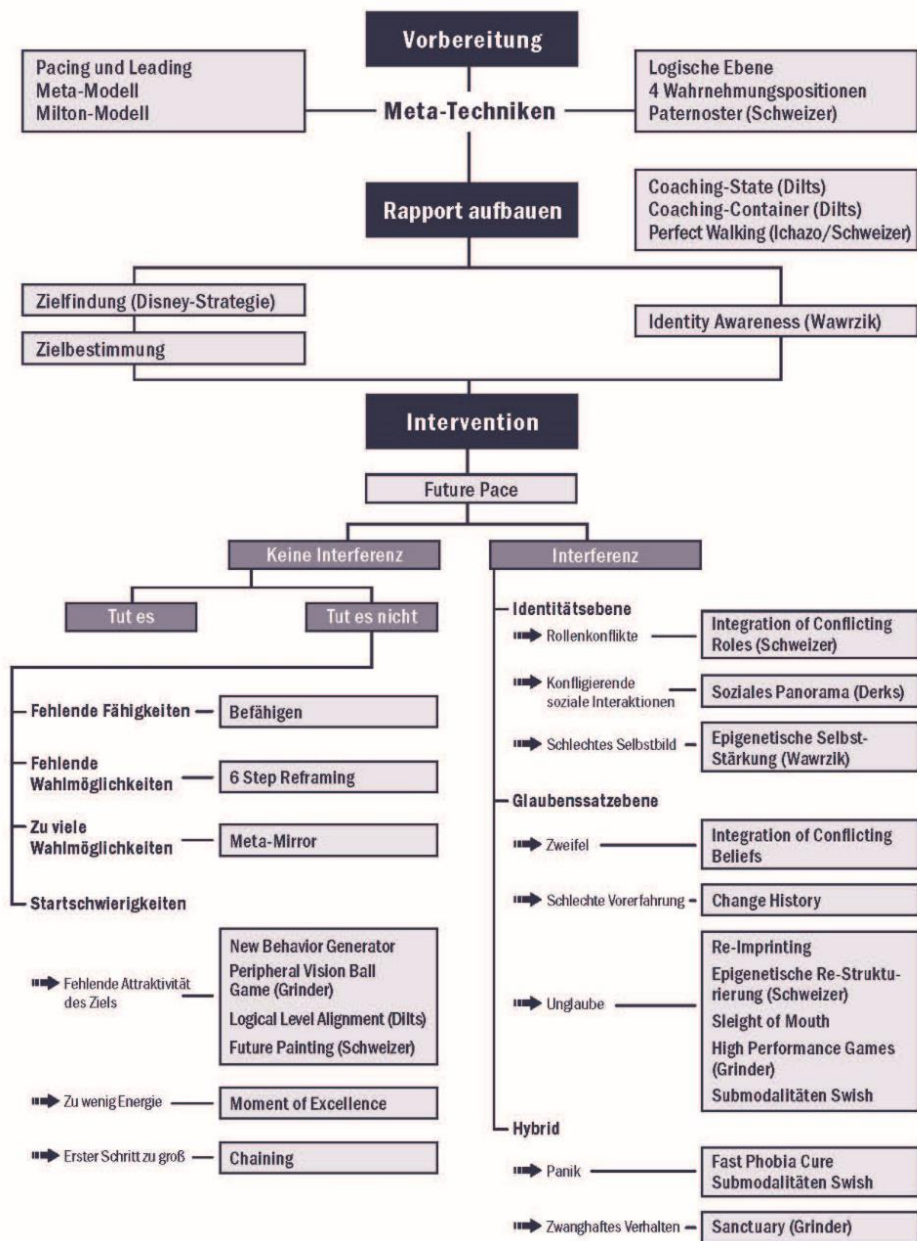 Vorbereitung
Pacing und Leading
Meta-Modell
Milton-Modell
Meta-Techniken
Logische Ebene
4 Wahrnehmungspositionen
Paternoster (Schweizer)
Rapport aufbauen
Coaching-State (Dilts)
Coaching-Container (Dilts)
Perfect Walking (Ichazo/Schweizer)
Zielfindung (Disney-Strategie)
Zielbestimmung
Identity Awareness (Wawrzik)
Intervention
Future Pace
Keine Interferenz
Tut es
Tut es nicht
Fehlende Fähigkeiten
Befähigen
Fehlende
Wahlmöglichkeiten
6 Step Reframing
Zu viele
Wahlmöglichkeiten
Meta-Mirror
Startschwierigkeiten
Fehlende Attraktivität
des Ziels
New Behavior Generator
Peripheral Vision Ball
Game (Grinder)
Logical Level Alignment (Dilts)
Future Painting (Schweizer)
Zu wenig Energie
Moment of Excellence
Erster Schritt zu groß
Chaining
Interferenz
Identitätsebene
Rollenkonflikte
Integration of Conflicting
Roles (Schweizer)
Konfligierende
soziale Interaktionen
Soziales Panorama (Derks)
Schlechtes Selbstbild
Epigenetische Selbst-
Stärkung (Wawrzik)
Glaubenssatzebene
Zweifel
Integration of Conflicting
Beliefs
Schlechte Vorerfahrung
Change History
Unglaube
Re-Imprinting
Epigenetische Re-Struktu-
rierung (Schweizer)
Sleight of Mouth
High Performance Games
(Grinder)
Submodalitäten Swish
Hybrid
Panik
Fast Phobia Cure
Submodalitäten Swish
Zwanghaftes Verhalten
Sanctuary (Grinder)